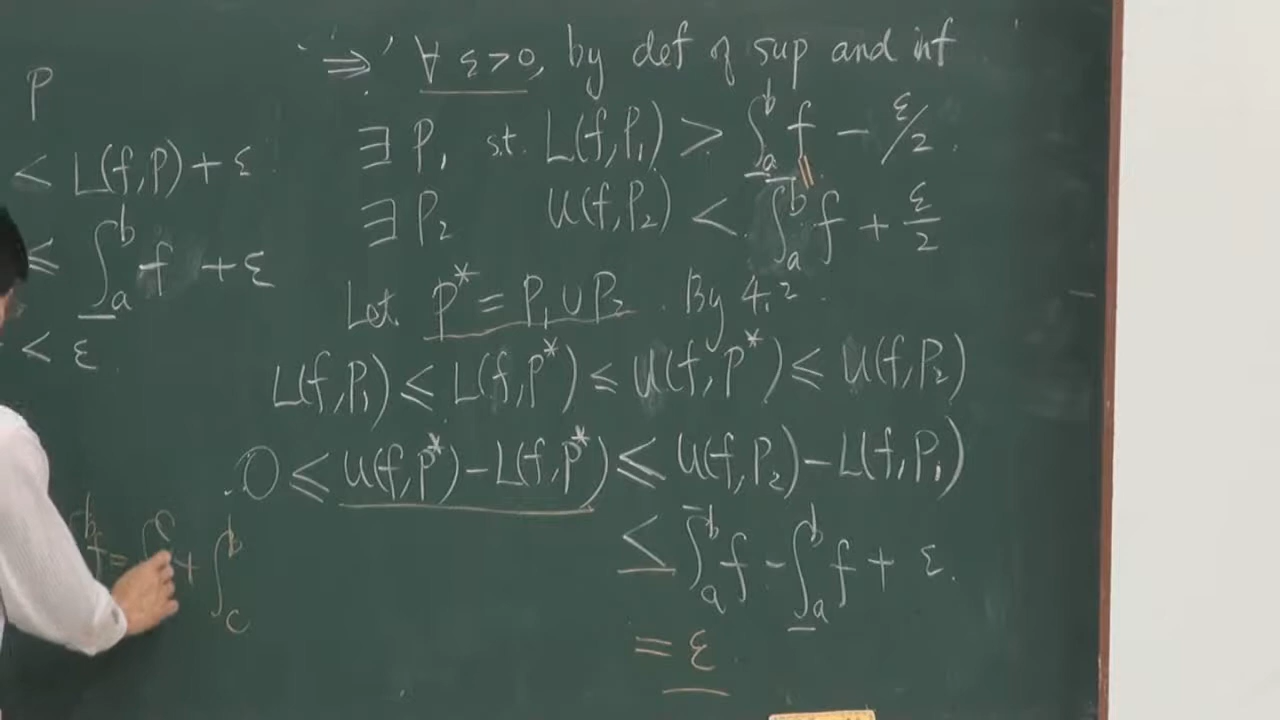 P
< L(f,P) + ε
≤ ∫_a^b f + ε
< ε
"⇒" ∀ ε>0, by def of sup and inf
∃ P₁ s.t. L(f,P₁) > ∫_a^b f − ε/2.
∃ P₂ U(f,P₂) < ∫_a^b f + ε/2
Let P* = P₁∪P₂. By 4.2
L(f,P₁) ≤ L(f,P*) ≤ U(f,P*) ≤ U(f,P₂)
0 ≤ U(f,P*) − L(f,P*) ≤ U(f,P₂) − L(f,P₁)
≤ ∫_a^b f − ∫_a^b f + ε.
= ε
f = + ∫_c^b